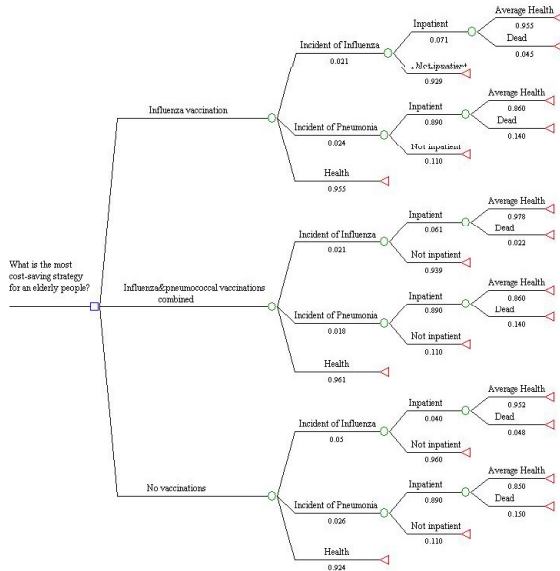 What is the most
cost-saving strategy
for an elderly people?
Influenza vaccination
Incident of Influenza
0.021
Inpatient
0.071
Average Health
0.955
Dead
0.045
Not inpatient
0.929
Incident of Pneumonia
0.024
Inpatient
0.890
Average Health
0.860
Dead
0.140
Not inpatient
0.110
Health
0.955
Influenza&pneumococcal vaccinations
combined
Incident of Influenza
0.021
Inpatient
0.061
Average Health
0.978
Dead
0.022
Not inpatient
0.939
Incident of Pneumonia
0.018
Inpatient
0.890
Average Health
0.860
Dead
0.140
Not inpatient
0.110
Health
0.961
No vaccinations
Incident of Influenza
0.05
Inpatient
0.040
Average Health
0.952
Dead
0.048
Not inpatient
0.960
Incident of Pneumonia
0.026
Inpatient
0.890
Average Health
0.850
Dead
0.150
Not inpatient
0.110
Health
0.924